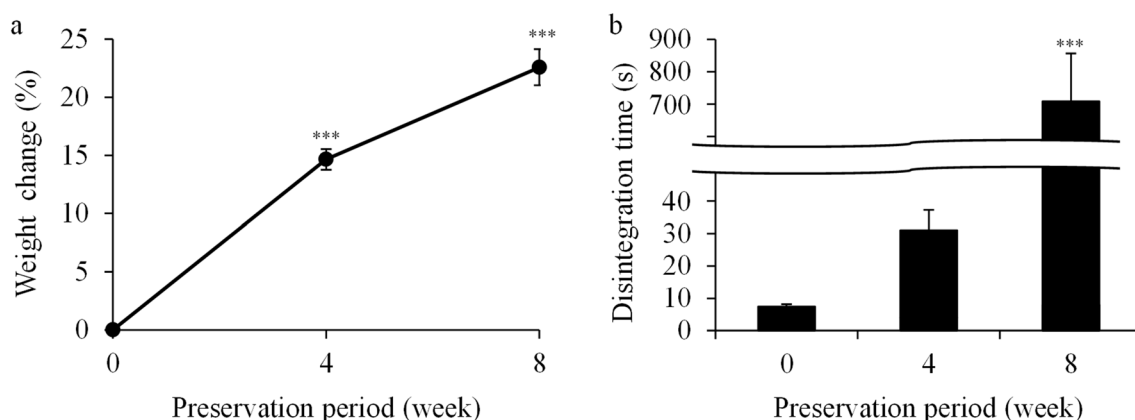 a
Weight change (%)
25
20
15
10
5
0
***
***
0 4 8
Preservation period (week)
b
Disintegration time (s)
900
800
700
40
30
20
10
0
***
0 4 8
Preservation period (week)